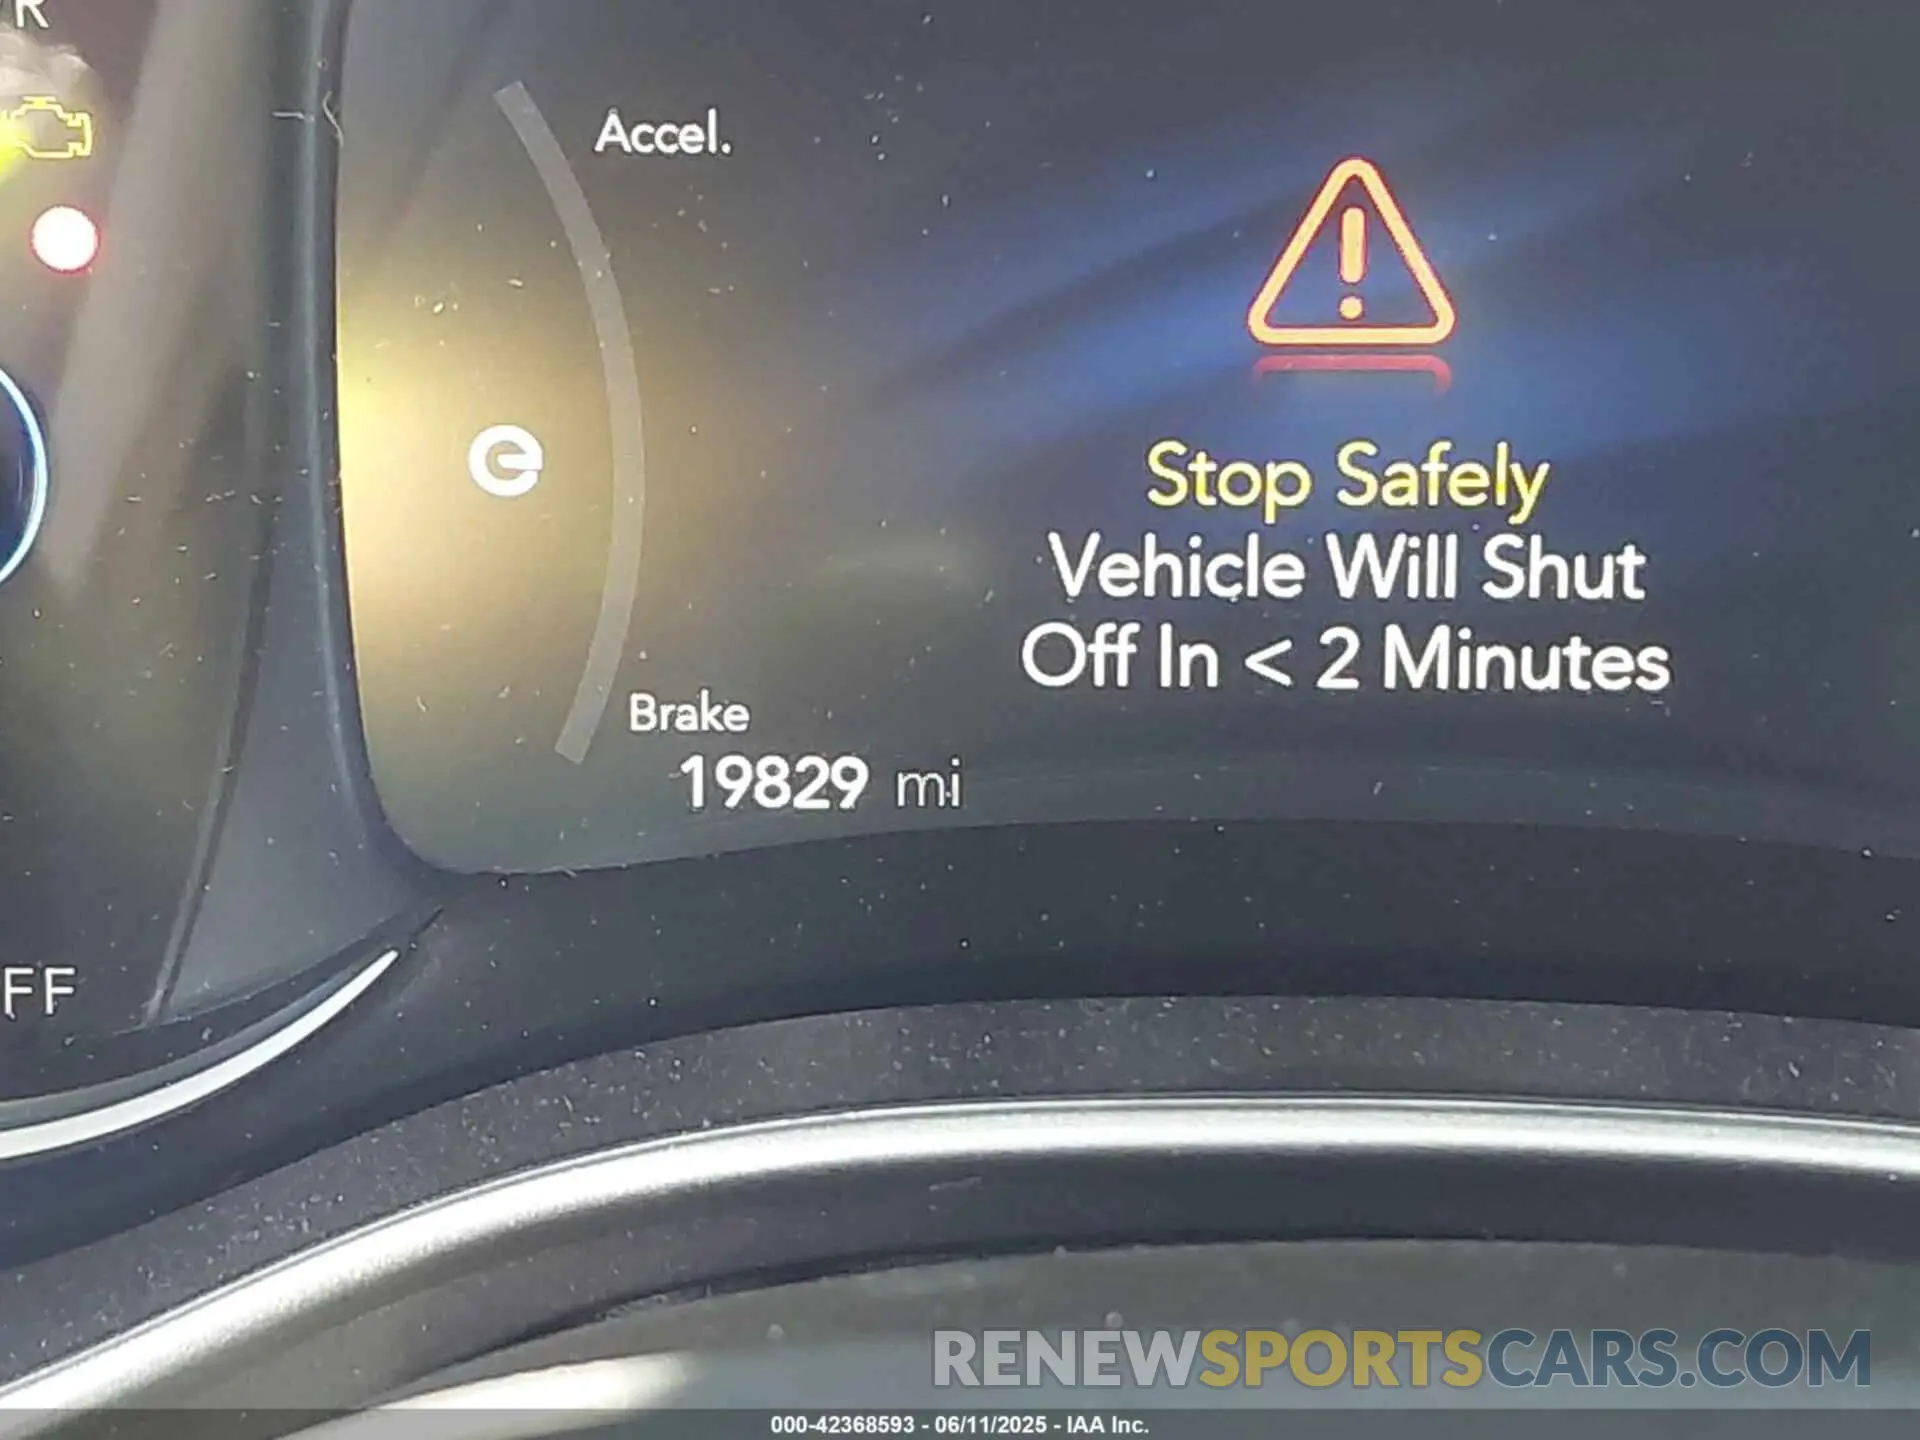 R
Accel.
e
Stop Safely
Vehicle Will Shut
Off In < 2 Minutes
Brake
19829 mi
FF
RENEWSPORTSCARS.COM
000-42368593 - 06/11/2025 - IAA Inc.